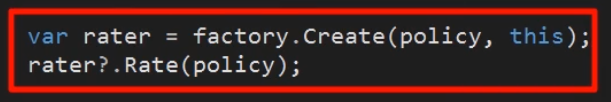 var rater = factory.Create(policy, this);
rater?.Rate(policy);